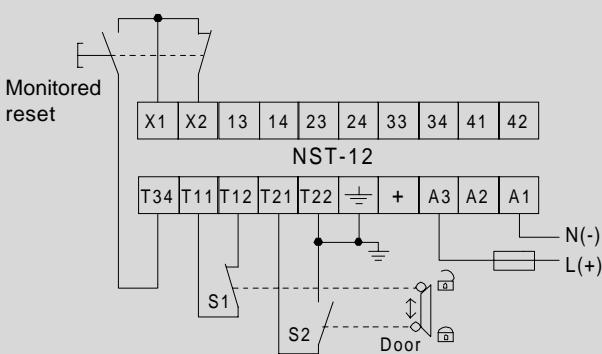 Monitored
reset
X1 X2 13 14 23 24 33 34 41 42
NST-12
T34 T11 T12 T21 T22 + A3 A2 A1
N(-)
L(+)
S1
S2
Door